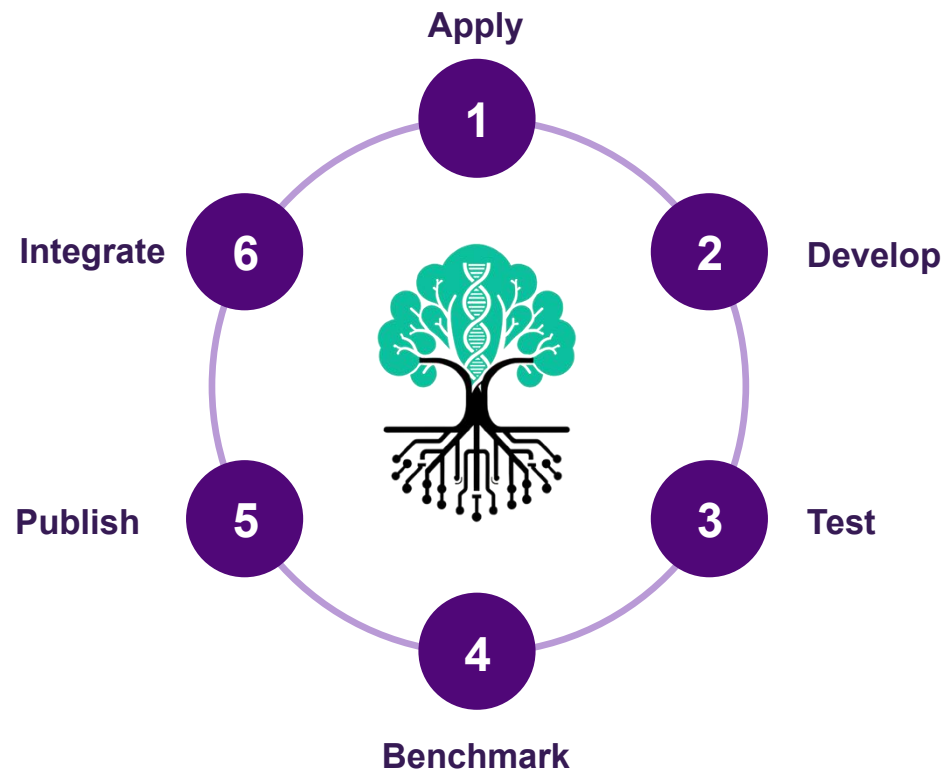 Apply
1
2
Develop
3
Test
4
Benchmark
5
Publish
6
Integrate